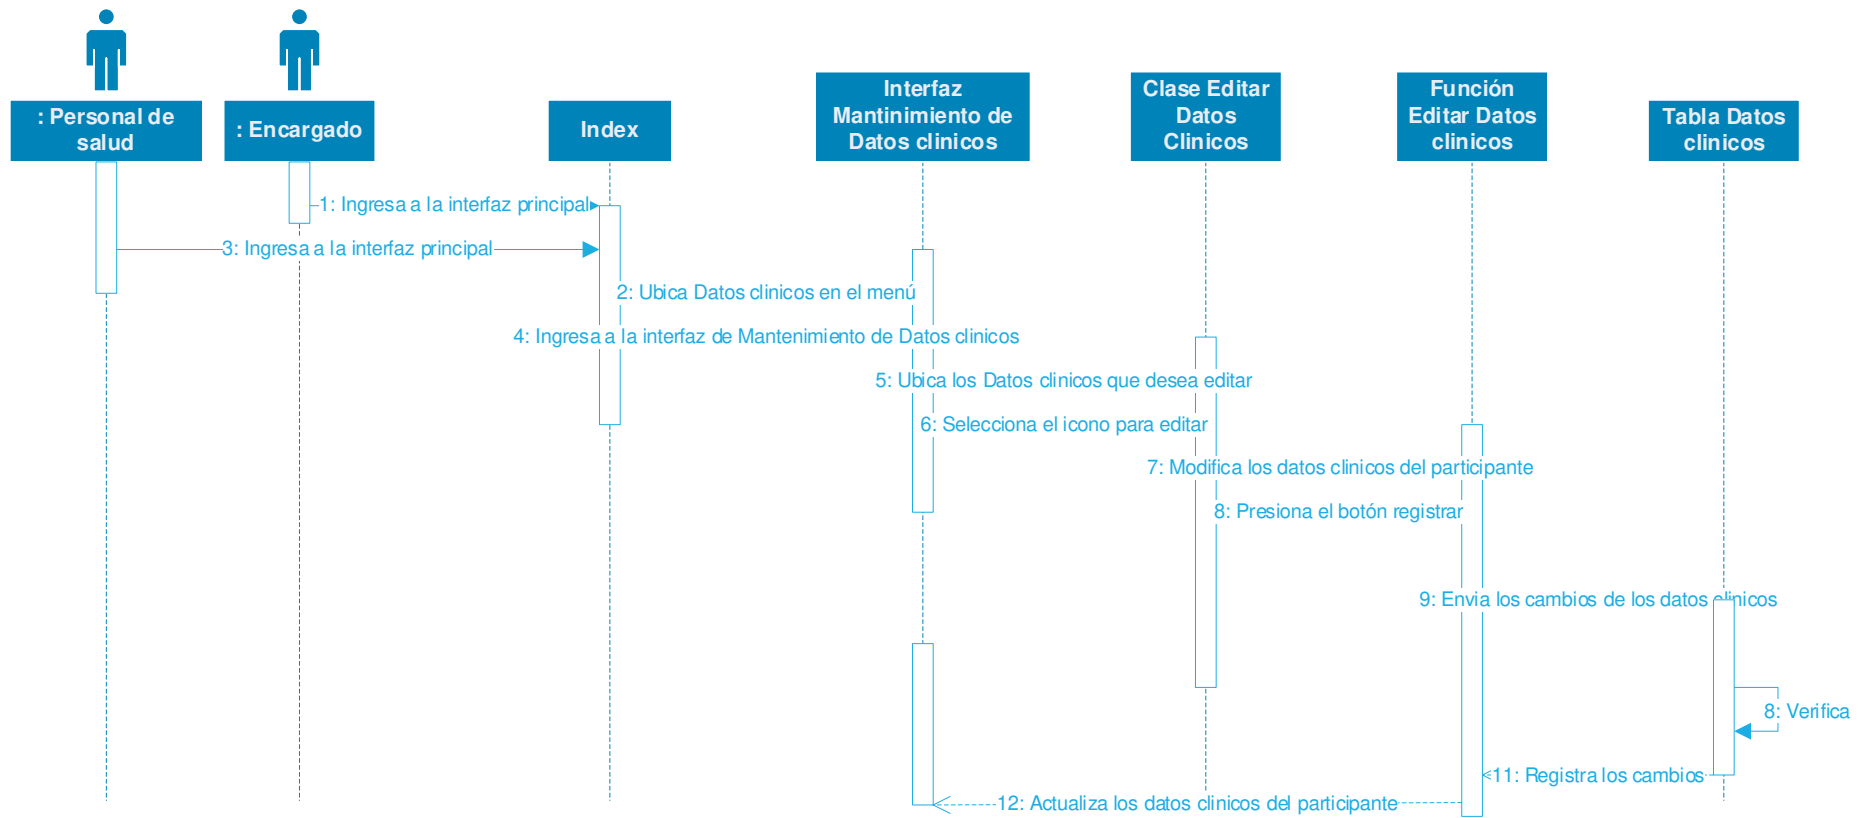 : Personal de
salud
: Encargado
Index
Interfaz
Mantinimiento de
Datos clinicos
Clase Editar
Datos
Clinicos
Función
Editar Datos
clinicos
Tabla Datos
clinicos
1: Ingresa a la interfaz principal
3: Ingresa a la interfaz principal
2: Ubica Datos clinicos en el menú
4: Ingresa a la interfaz de Mantenimiento de Datos clinicos
5: Ubica los Datos clinicos que desea editar
6: Selecciona el icono para editar
7: Modifica los datos clinicos del participante
8: Presiona el botón registrar
9: Envia los cambios de los datos clinicos
8: Verifica
11: Registra los cambios
12: Actualiza los datos clinicos del participante